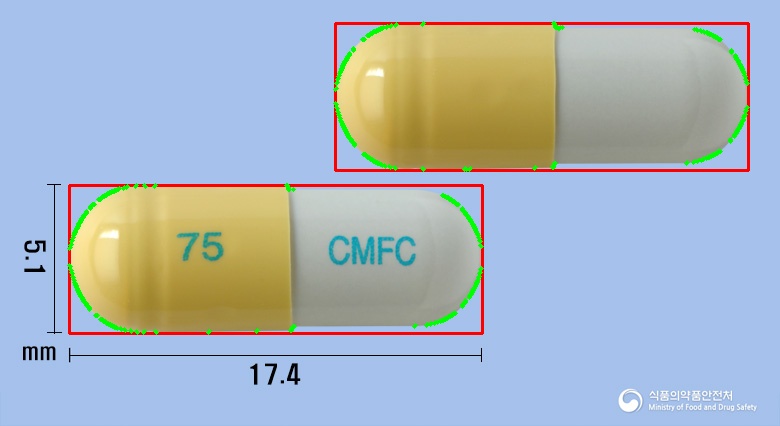 75
CMFC
5.1
mm
17.4
식품의약품안전처
Ministry of Food and Drug Safety